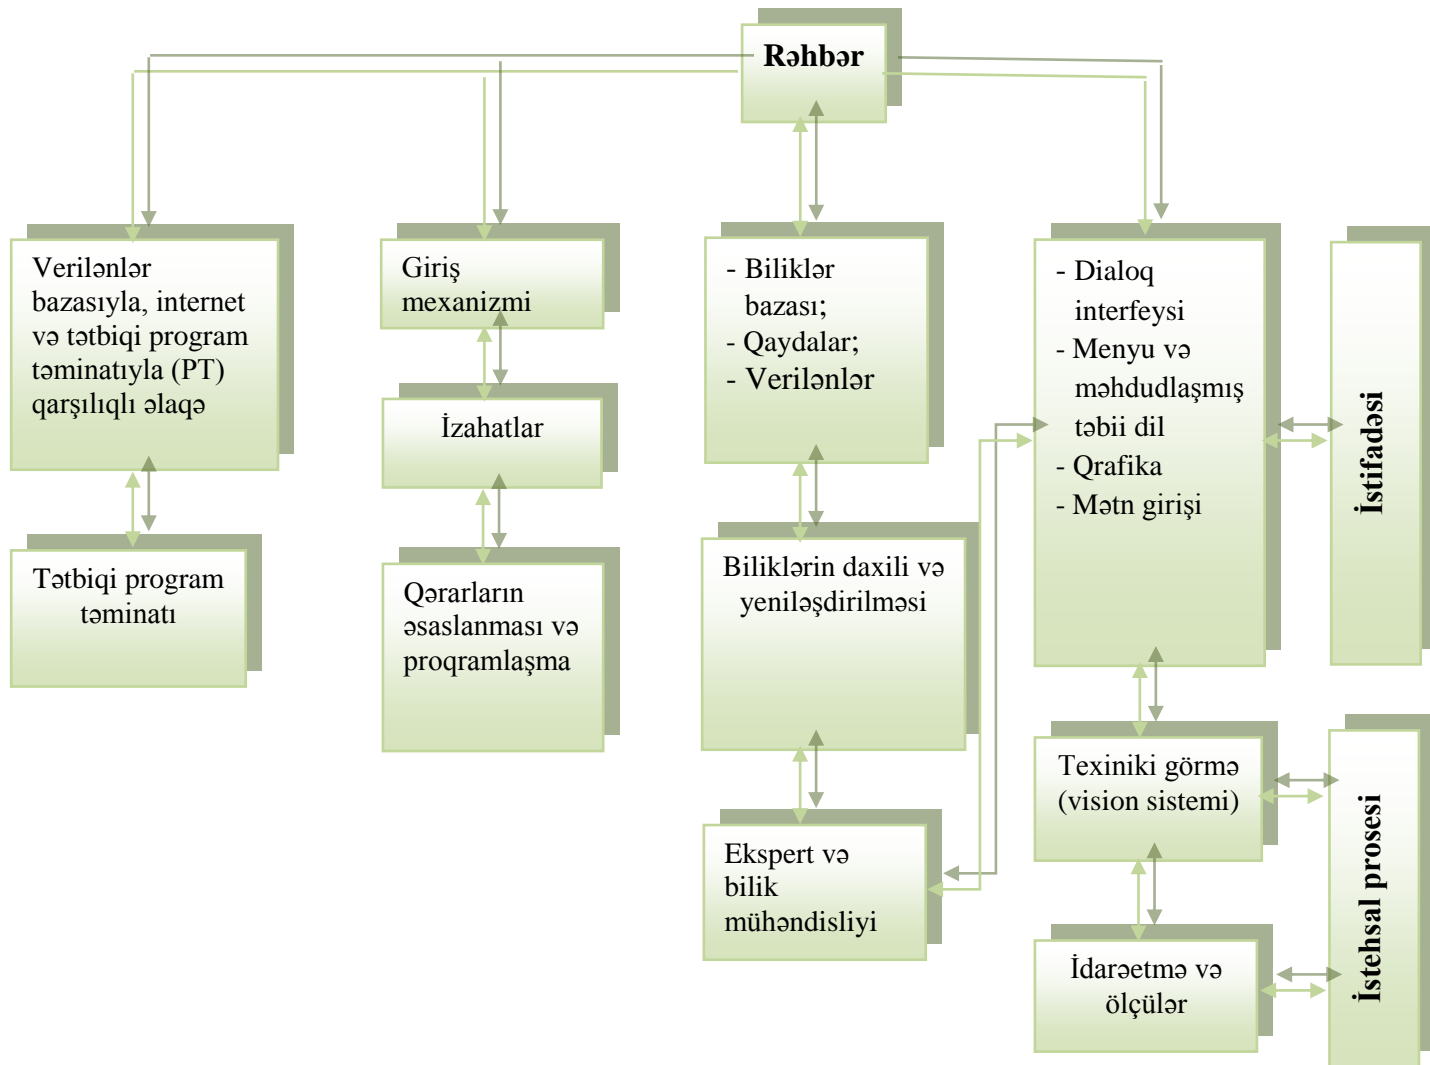 Rəhbər
Verilənlər
bazasıyla, internet
və tətbiqi program
təminatıyla (PT)
qarşılıqlı əlaqə
Tətbiqi program
təminatı
Giriş
mexanizmi
İzahatlar
Qərarların
əsaslanması və
proqramlaşma
- Biliklər
bazası;
- Qaydalar;
- Verilənlər
Biliklərin daxili və
yeniləşdirilməsi
Ekspert və
bilik
mühəndisliyi
- Dialoq
interfeysi
- Menyu və
məhdudlaşmış
təbii dil
- Qrafika
- Mətn girişi
Texiniki görmə
(vision sistemi)
İdarəetmə və
ölçülər
İstifadəsi
İstehsal prosesi